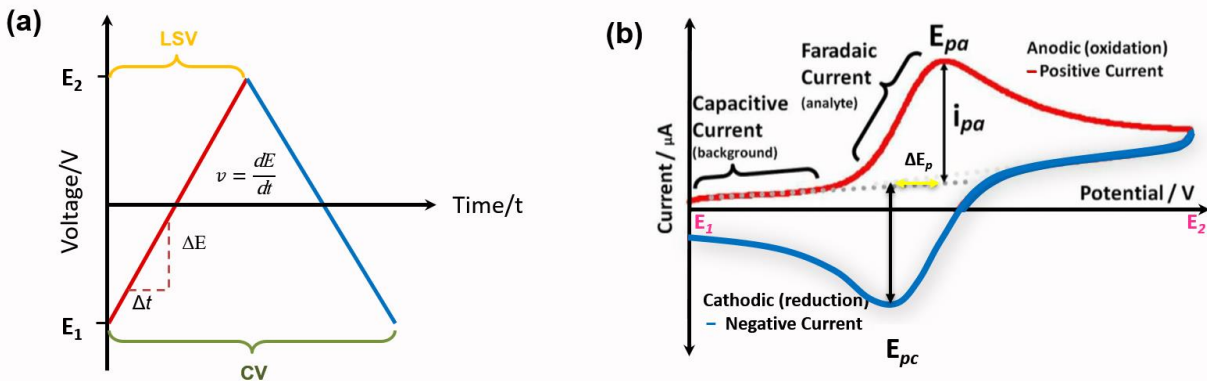 (a)
LSV
E2
Voltage/V
v = dE/dt
Time/t
ΔE
Δt
E1
CV
(b)
Epa
Anodic (oxidation)
Positive Current
Faradaic
Current
(analyte)
Capacitive
Current
(background)
ipa
ΔEp
Current / μA
Potential / V
E1
E2
Cathodic (reduction)
Negative Current
Epc